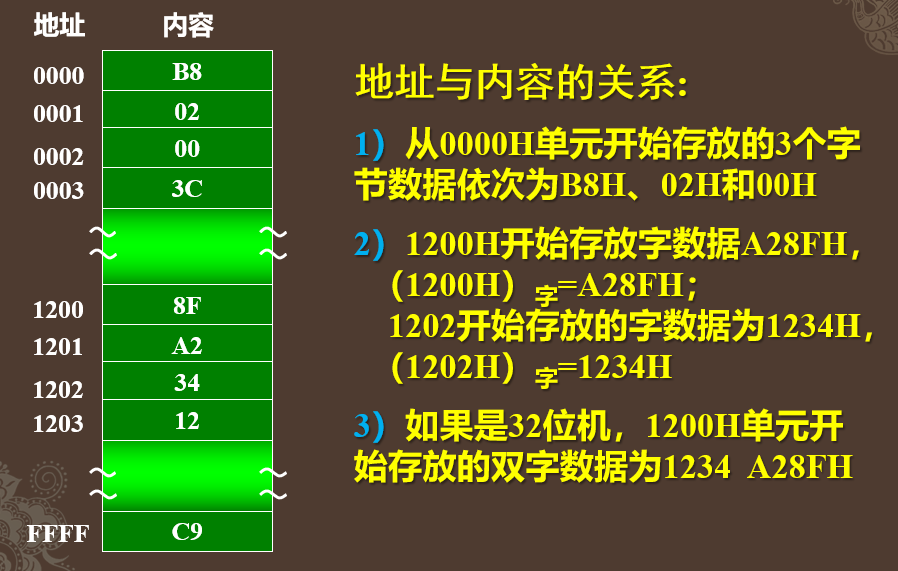 地址 内容
0000 B8
0001 02
0002 00
0003 3C
1200 8F
1201 A2
1202 34
1203 12
FFFF C9
地址与内容的关系:
1）从0000H单元开始存放的3个字
节数据依次为B8H、02H和00H
2）1200H开始存放字数据A28FH，
（1200H）字=A28FH；
1202开始存放的字数据为1234H，
（1202H）字=1234H
3）如果是32位机，1200H单元开
始存放的双字数据为1234 A28FH